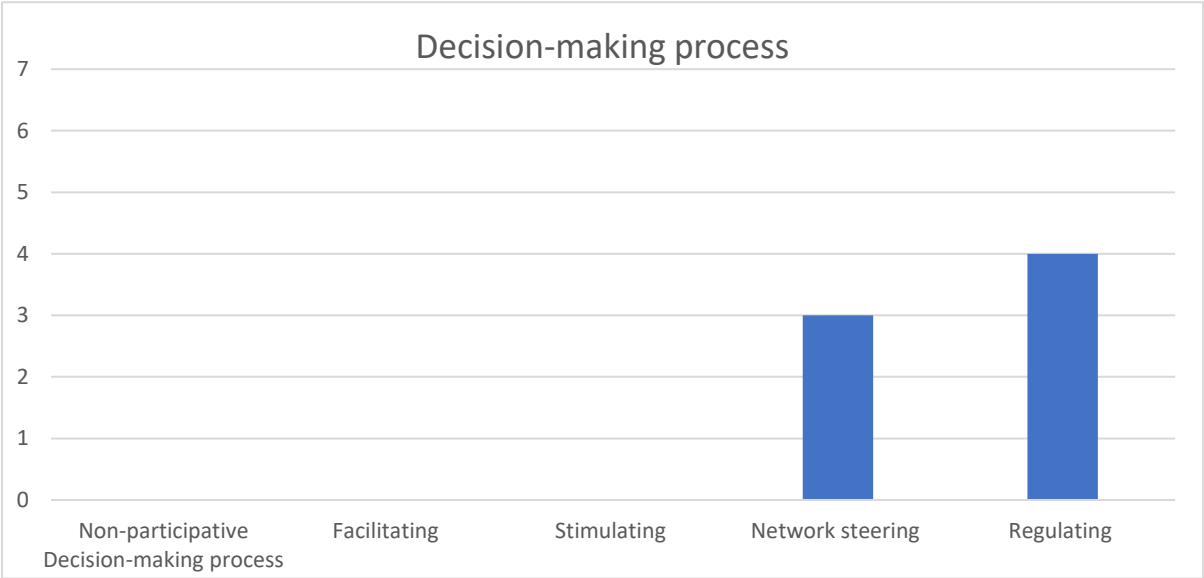 Decision-making process
7
6
5
4
3
2
1
0
Non-participative
Decision-making process
Facilitating
Stimulating
Network steering
Regulating